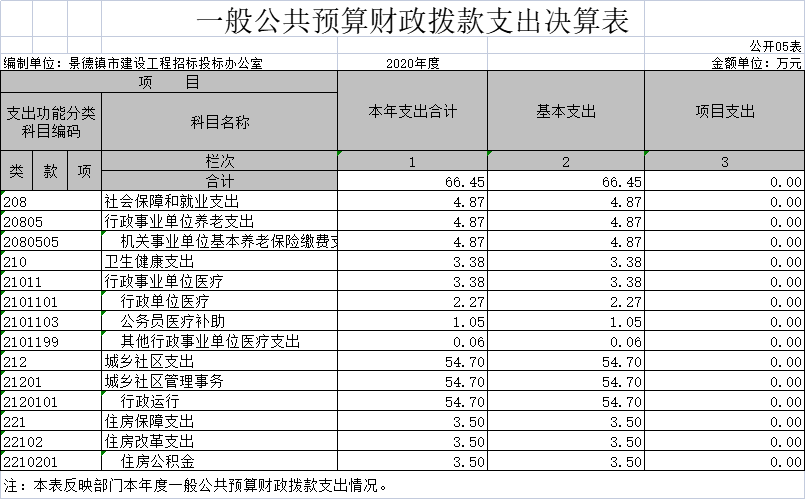 一般公共预算财政拨款支出决算表
公开05表
编制单位：景德镇市建设工程招标投标办公室 2020年度 金额单位：万元
项 目 本年支出合计 基本支出 项目支出
支出功能分类科目编码 科目名称
类 款 项 栏次 1 2 3
合计 66.45 66.45 0.00
208 社会保障和就业支出 4.87 4.87 0.00
20805 行政事业单位养老支出 4.87 4.87 0.00
2080505 机关事业单位基本养老保险缴费支 4.87 4.87 0.00
210 卫生健康支出 3.38 3.38 0.00
21011 行政事业单位医疗 3.38 3.38 0.00
2101101 行政单位医疗 2.27 2.27 0.00
2101103 公务员医疗补助 1.05 1.05 0.00
2101199 其他行政事业单位医疗支出 0.06 0.06 0.00
212 城乡社区支出 54.70 54.70 0.00
21201 城乡社区管理事务 54.70 54.70 0.00
2120101 行政运行 54.70 54.70 0.00
221 住房保障支出 3.50 3.50 0.00
22102 住房改革支出 3.50 3.50 0.00
2210201 住房公积金 3.50 3.50 0.00
注：本表反映部门本年度一般公共预算财政拨款支出情况。